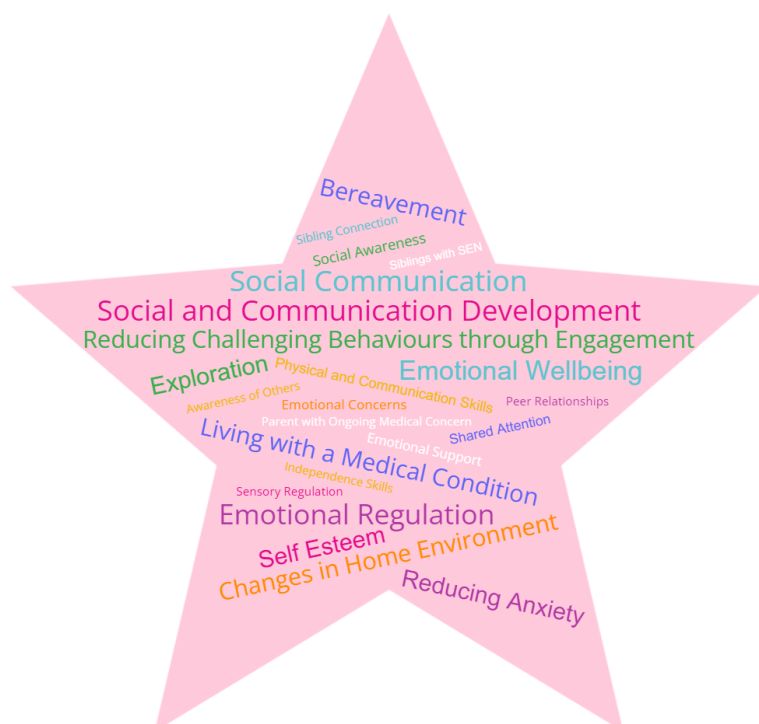 Bereavement
Sibling Connection
Social Awareness
Siblings with SEN
Social Communication
Social and Communication Development
Reducing Challenging Behaviours through Engagement
Exploration
Physical and Communication Skills
Emotional Wellbeing
Awareness of Others
Emotional Concerns
Peer Relationships
Parent with Ongoing Medical Concern
Shared Attention
Living with a Medical Condition
Emotional Support
Independence Skills
Sensory Regulation
Emotional Regulation
Self Esteem
Changes in Home Environment
Reducing Anxiety